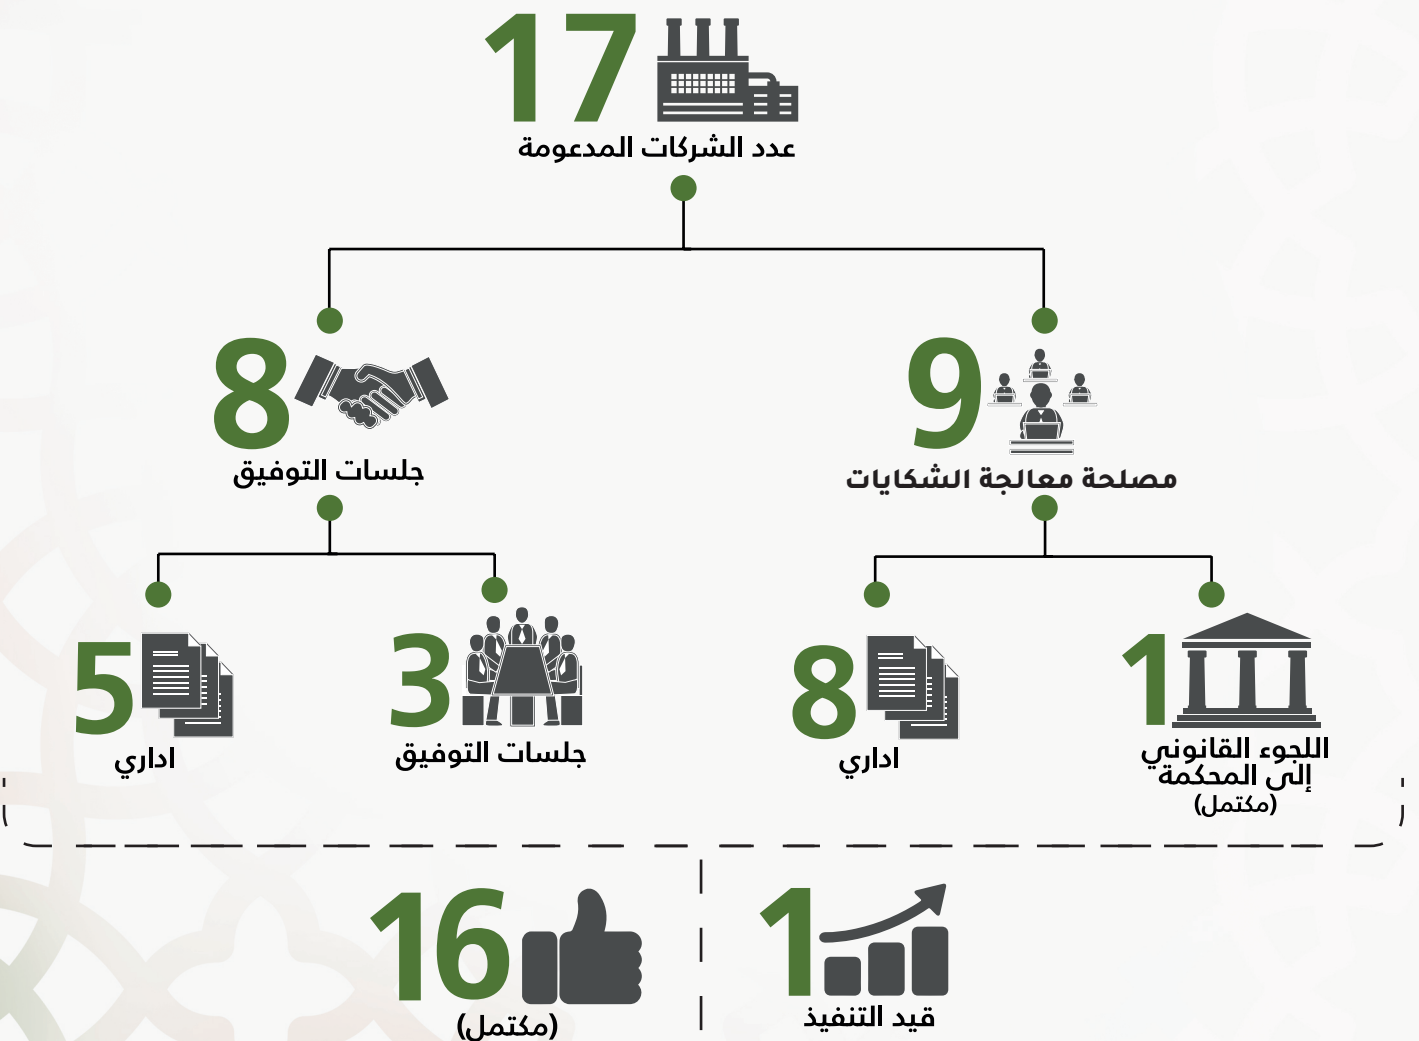 17
عدد الشركات المدعومة
9
مصلحة معالجة الشكايات
8
جلسات التوفيق
1
اللجوء القانوني
إلى المحكمة
(مكتمل)
8
اداري
3
جلسات التوفيق
5
اداري
1
قيد التنفيذ
16
(مكتمل)